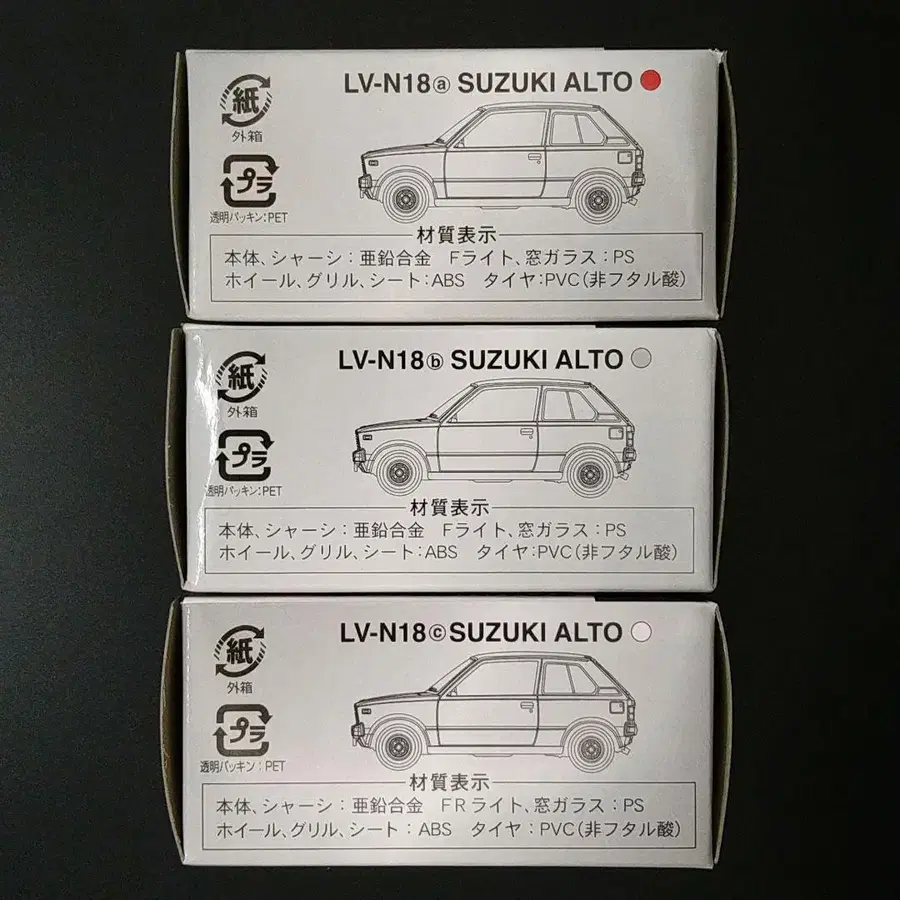 LV-N18ⓐ SUZUKI ALTO
紙
外箱
プラ
透明パッキン:PET
材質表示
本体、シャーシ：亜鉛合金　Fライト、窓ガラス：PS
ホイール、グリル、シート:ABS　タイヤ:PVC(非フタル酸)
LV-N18ⓑ SUZUKI ALTO
紙
外箱
プラ
透明パッキン:PET
材質表示
本体、シャーシ：亜鉛合金　Fライト、窓ガラス：PS
ホイール、グリル、シート:ABS　タイヤ:PVC(非フタル酸)
LV-N18ⓒ SUZUKI ALTO
紙
外箱
プラ
透明パッキン：PET
材質表示
本体、シャーシ：亜鉛合金　FRライト、窓ガラス：PS
ホイール、グリル、シート：ABS　タイヤ：PVC(非フタル酸)